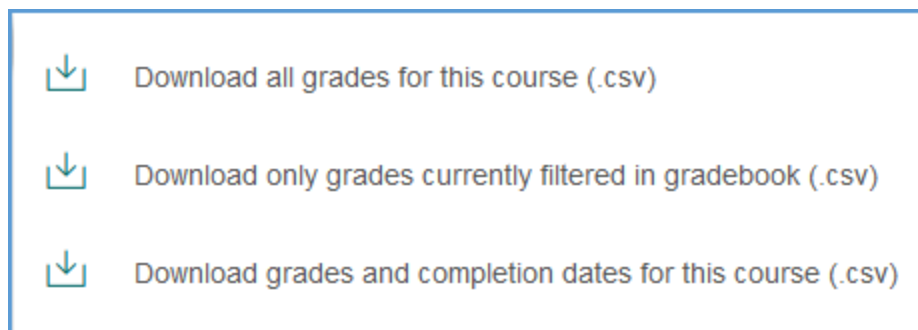 Download all grades for this course (.csv)
Download only grades currently filtered in gradebook (.csv)
Download grades and completion dates for this course (.csv)